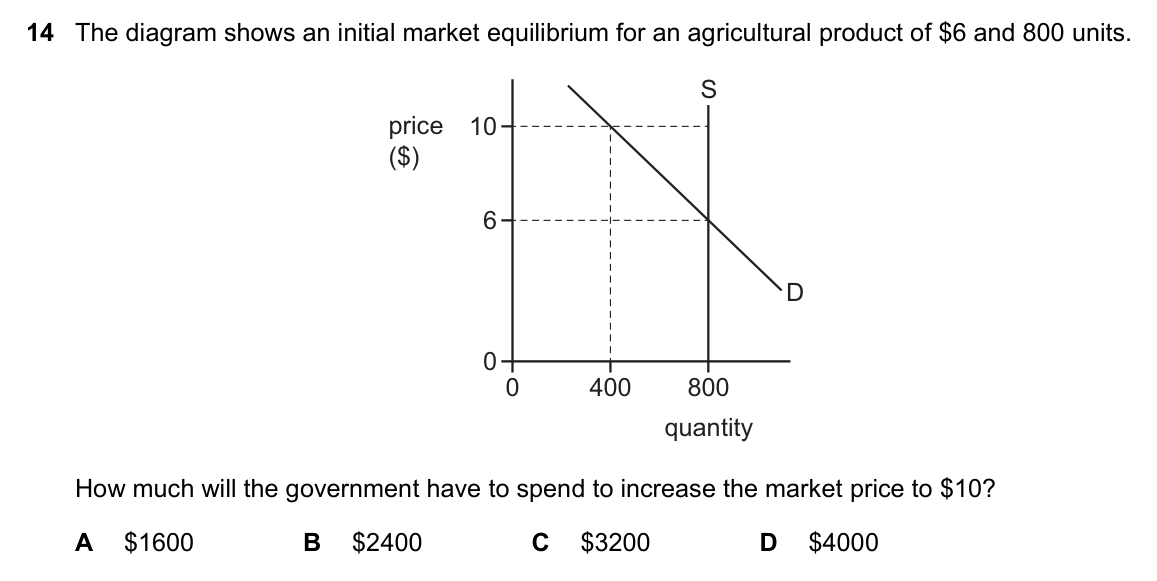 14 The diagram shows an initial market equilibrium for an agricultural product of $6 and 800 units.
S
price 10
($)
6
D
0
0 400 800
quantity
How much will the government have to spend to increase the market price to $10?
A $1600 B $2400 C $3200 D $4000